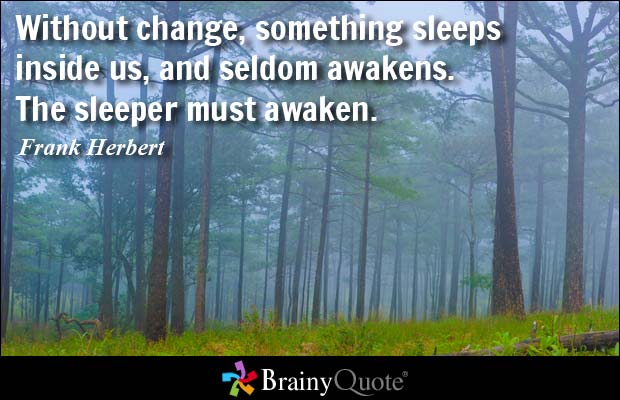 Without change, something sleeps
inside us, and seldom awakens.
The sleeper must awaken.
Frank Herbert
BrainyQuote®